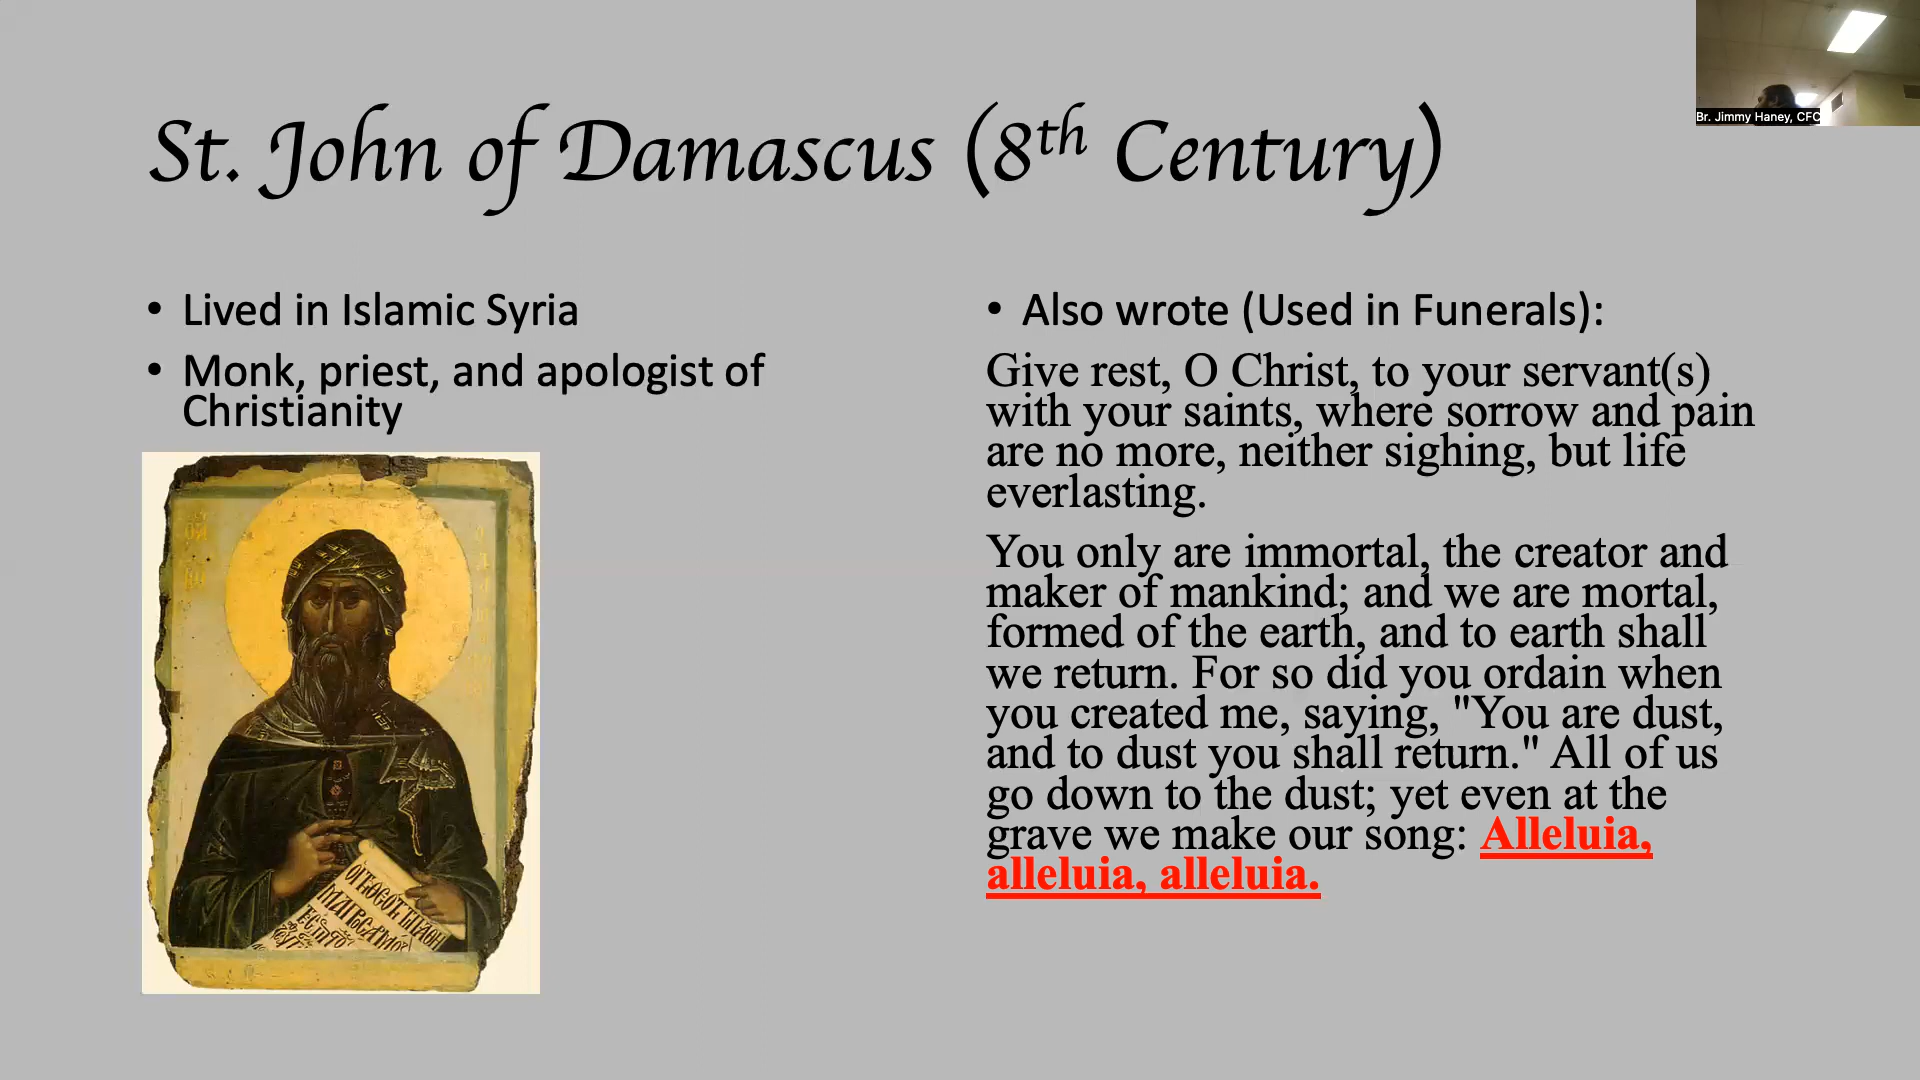 St. John of Damascus (8th Century)
Br. Jimmy Haney, CFC
• Lived in Islamic Syria
• Monk, priest, and apologist of
Christianity
• Also wrote (Used in Funerals):
Give rest, O Christ, to your servant(s)
with your saints, where sorrow and pain
are no more, neither sighing, but life
everlasting.
You only are immortal, the creator and
maker of mankind; and we are mortal,
formed of the earth, and to earth shall
we return. For so did you ordain when
you created me, saying, "You are dust,
and to dust you shall return." All of us
go down to the dust; yet even at the
grave we make our song: Alleluia,
alleluia, alleluia.